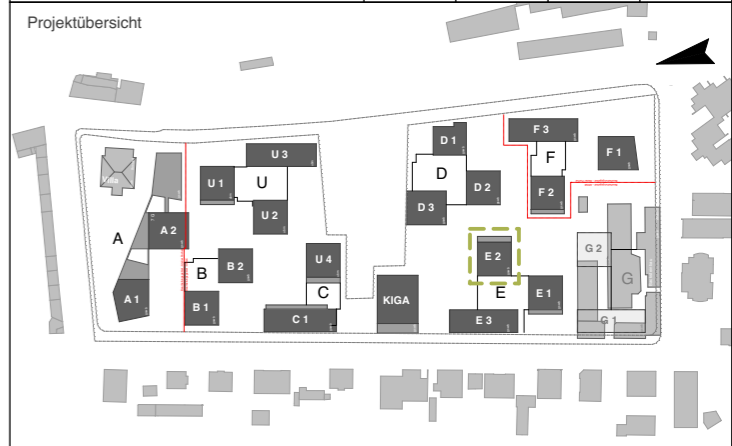 Projektübersicht
D 1
F 3
U 3
F 1
F
D
U 1
U
F 2
D 2
D 3
U 2
A
A 2
G 2
E 2
U 4
B
B 2
G
A 1
C
KIGA
E
E 1
B 1
C 1
E 3
G 1